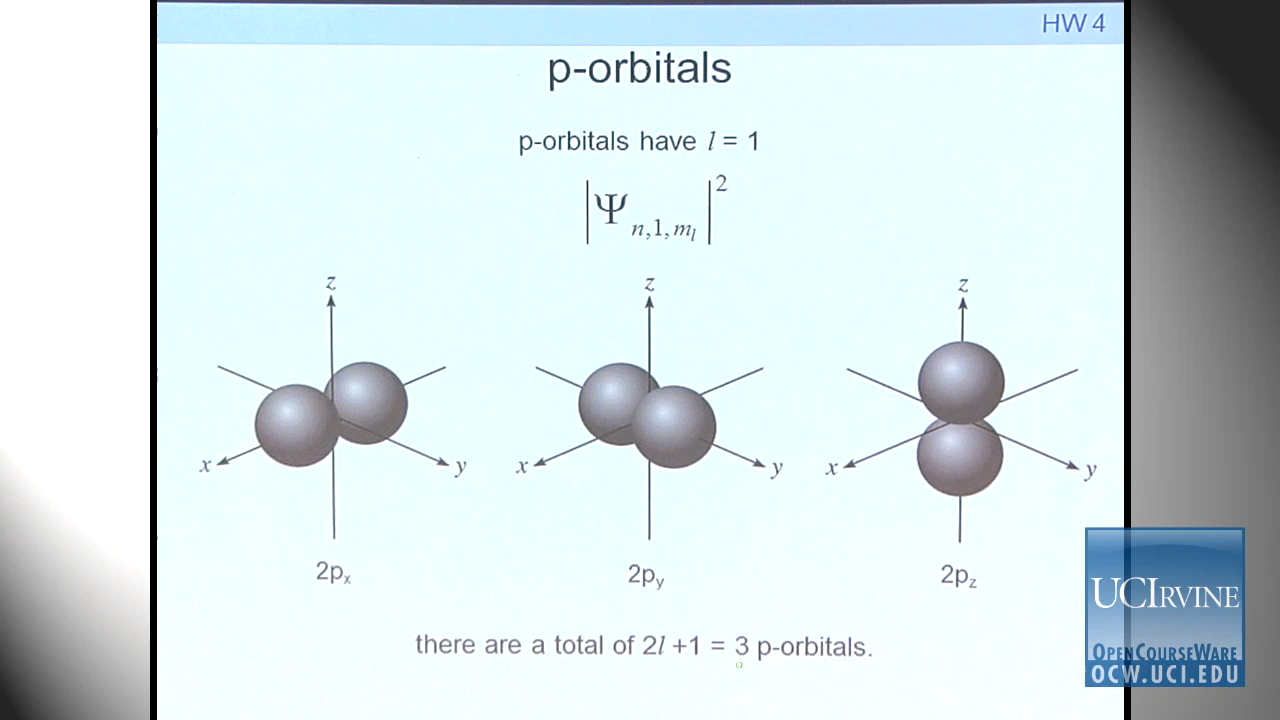 HW 4
p-orbitals
p-orbitals have l = 1
|Ψn,1,ml|²
z
z
z
x
y
x
y
x
y
2px
2py
2pz
there are a total of 2l +1 = 3 p-orbitals.
UCIRVINE
OPENCOURSEWARE
OCW.UCI.EDU